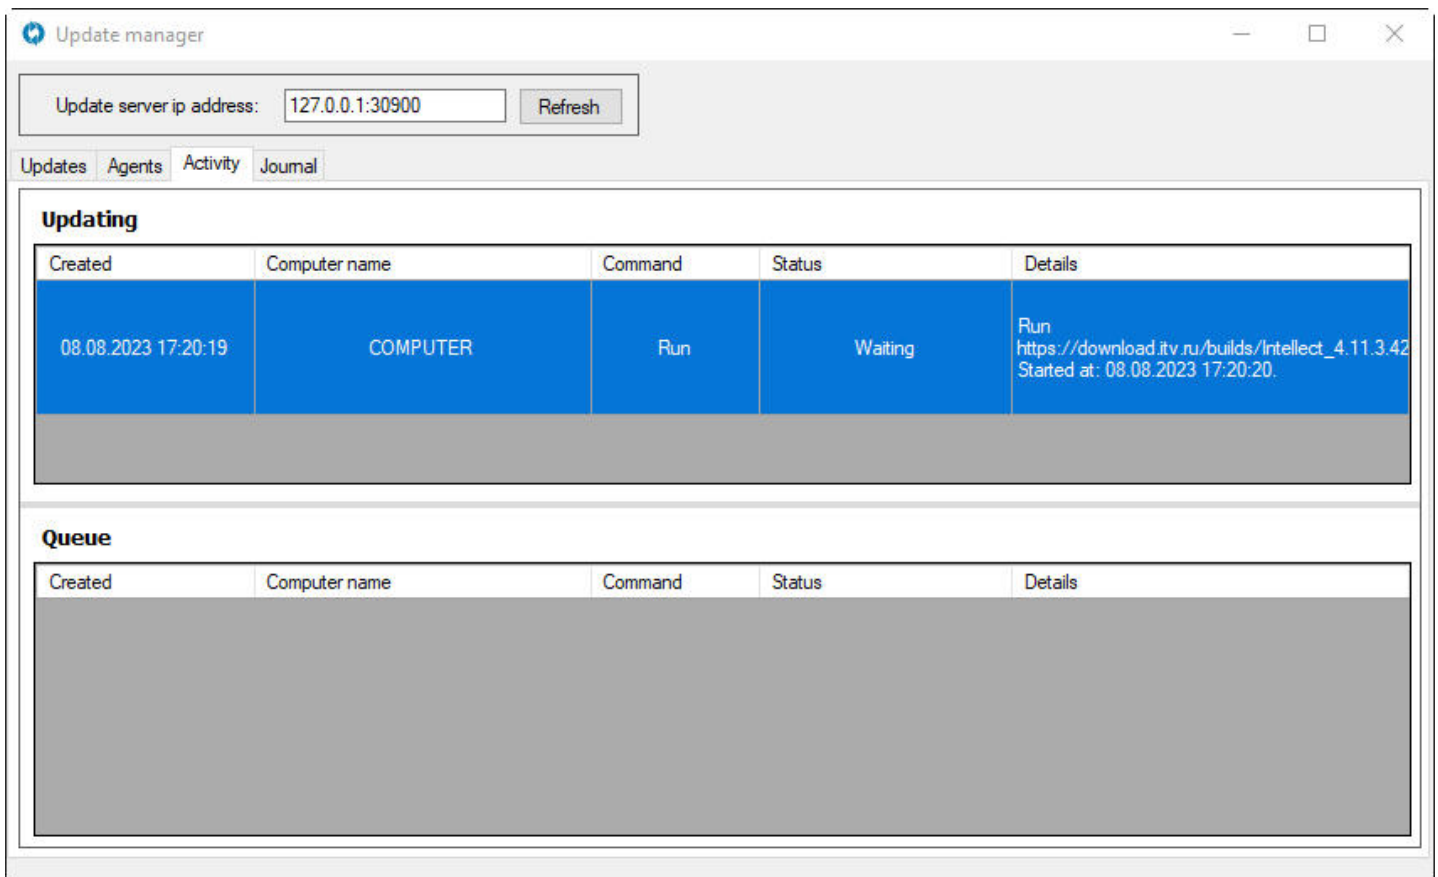 Update manager
Update server ip address: 127.0.0.1:30900 Refresh
Updates Agents Activity Journal
Updating
Created Computer name Command Status Details
08.08.2023 17:20:19 COMPUTER Run Waiting Run
https://download.itv.ru/builds/Intellect_4.11.3.42
Started at: 08.08.2023 17:20:20.
Queue
Created Computer name Command Status Details